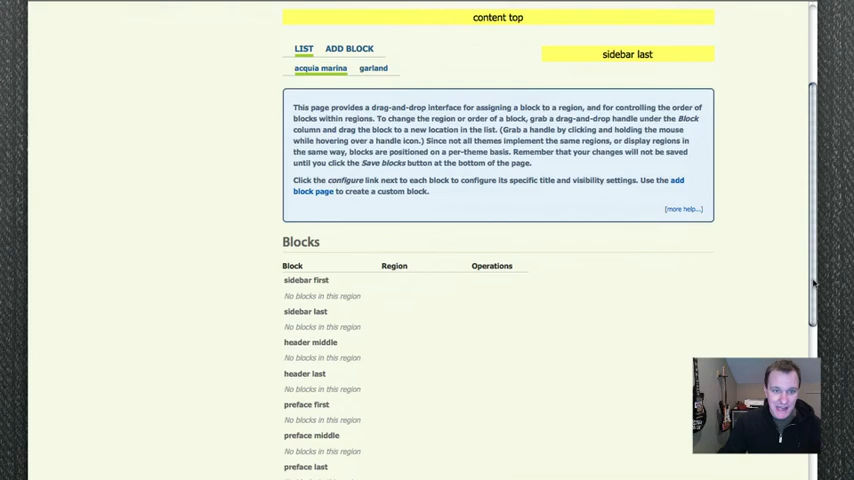 content top
LIST ADD BLOCK
sidebar last
acquia marina garland
This page provides a drag-and-drop interface for assigning a block to a region, and for controlling the order of
blocks within regions. To change the region or order of a block, grab a drag-and-drop handle under the Block
column and drag the block to a new location in the list. (Grab a handle by clicking and holding the mouse
while hovering over a handle icon.) Since not all themes implement the same regions, or display regions in
the same way, blocks are positioned on a per-theme basis. Remember that your changes will not be saved
until you click the Save blocks button at the bottom of the page.
Click the configure link next to each block to configure its specific title and visibility settings. Use the add
block page to create a custom block.
[more help...]
Blocks
Block Region Operations
sidebar first
No blocks in this region
sidebar last
No blocks in this region
header middle
No blocks in this region
header last
No blocks in this region
preface first
No blocks in this region
preface middle
No blocks in this region
preface last